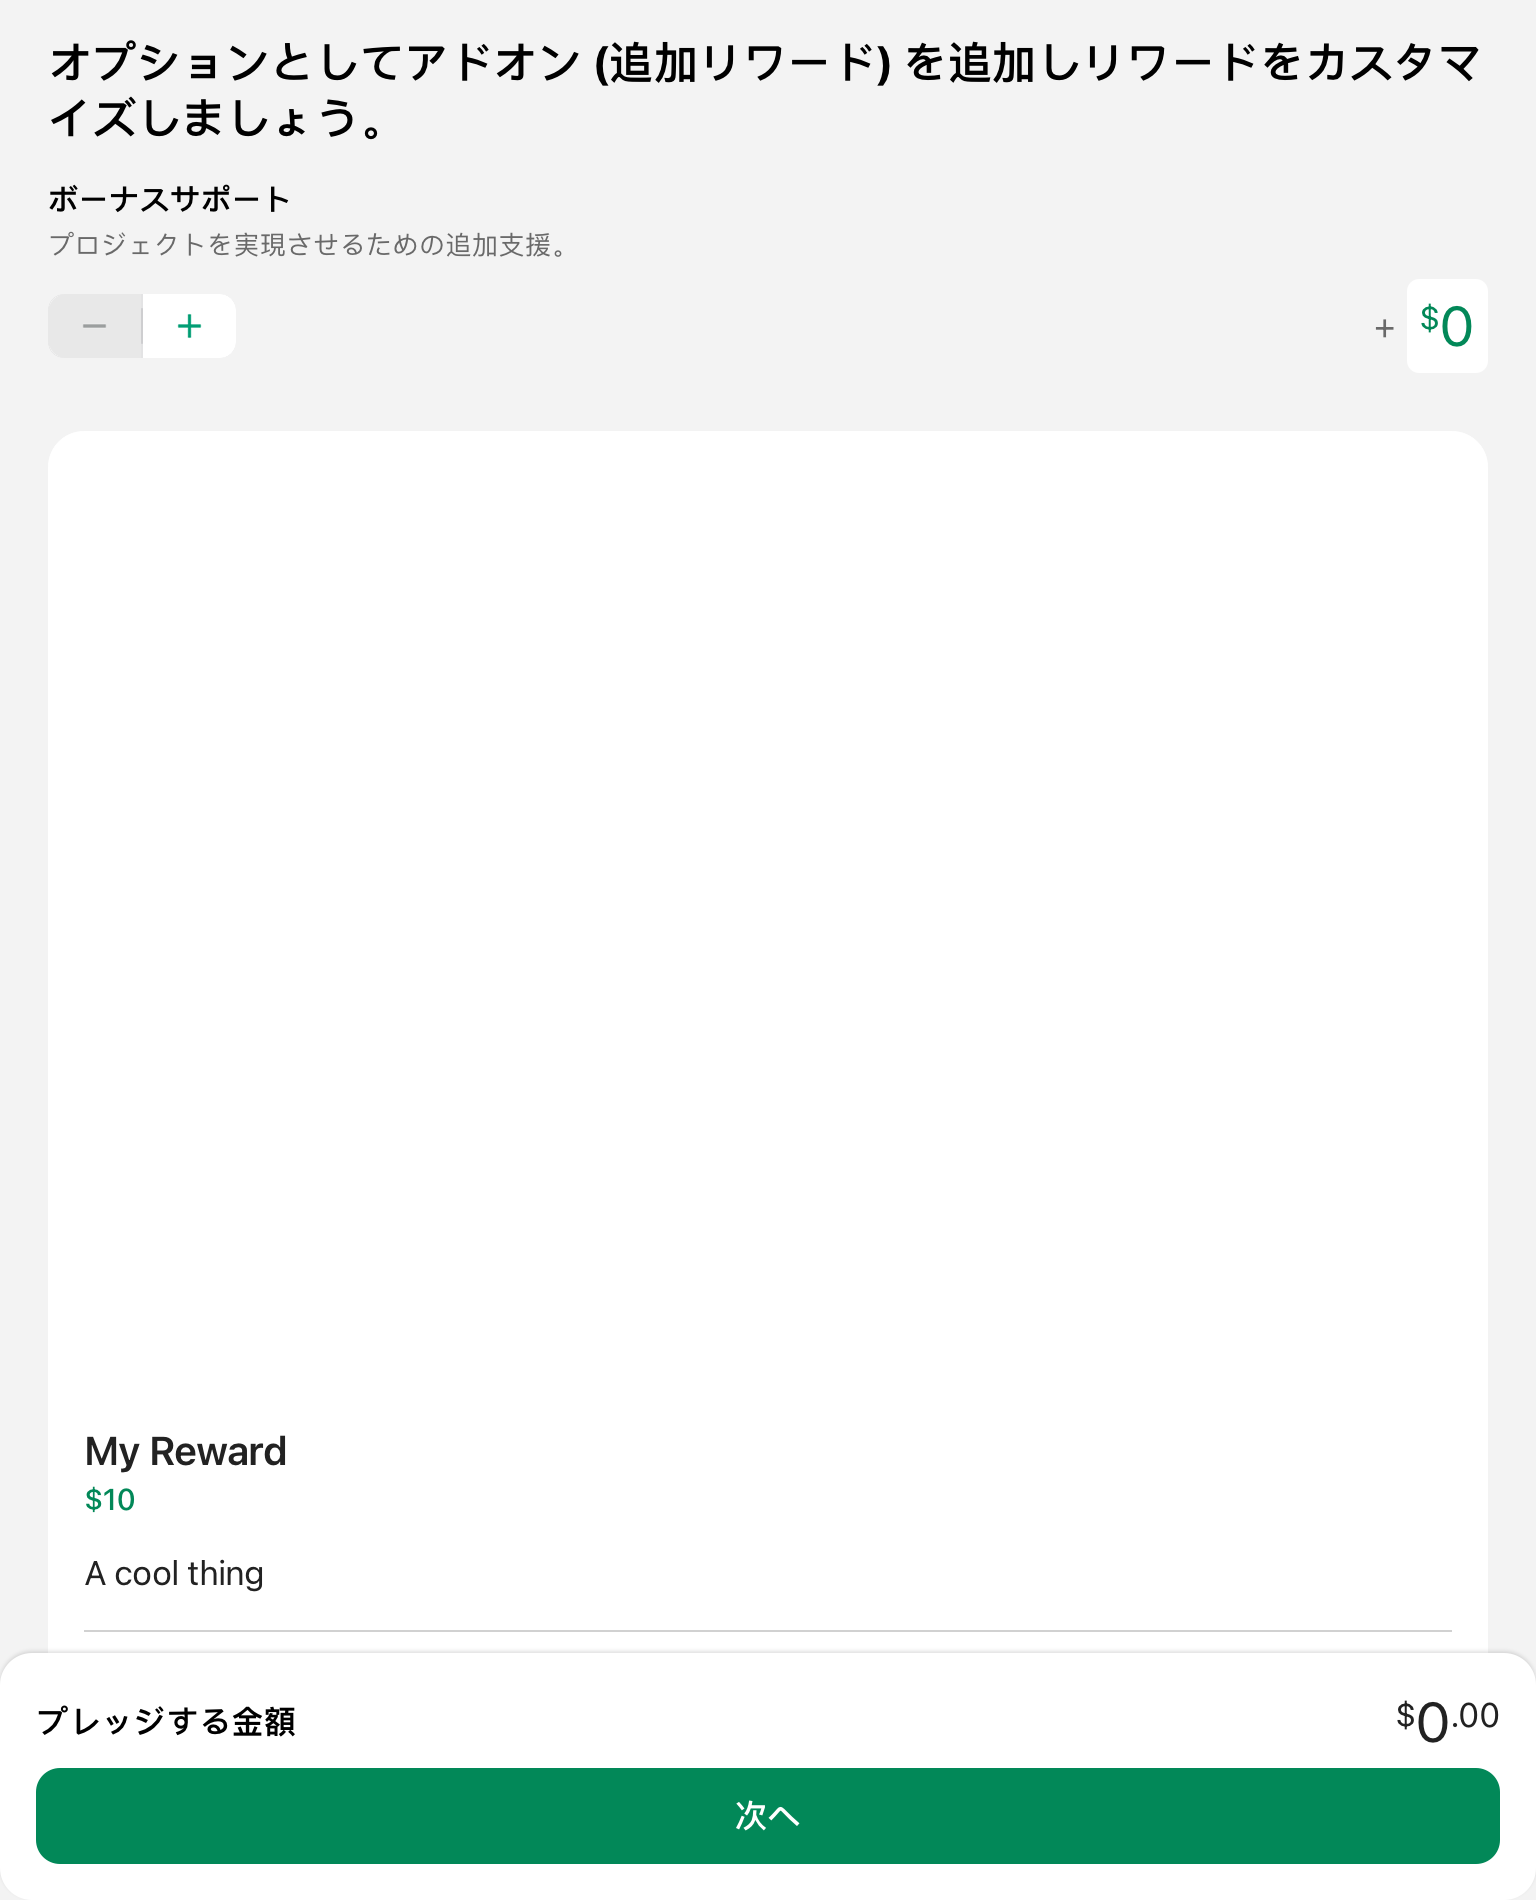 オプションとしてアドオン (追加リワード) を追加しリワードをカスタマ
イズしましょう。
ボーナスサポート
プロジェクトを実現させるための追加支援。
− + + $0
My Reward
$10
A cool thing
プレッジする金額 $0.00
次へ